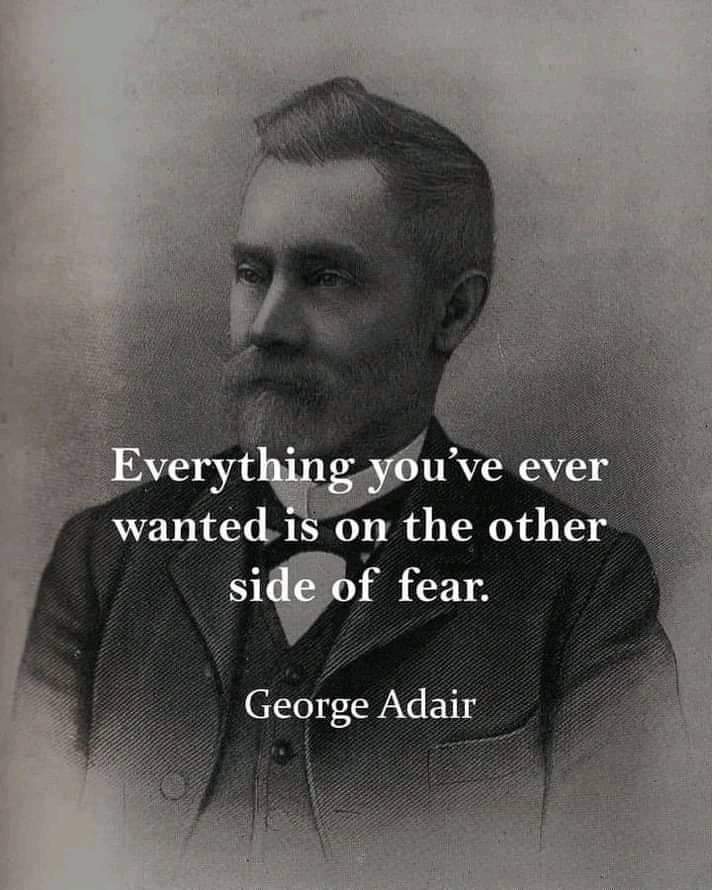 Everything you’ve ever
wanted is on the other
side of fear.
George Adair